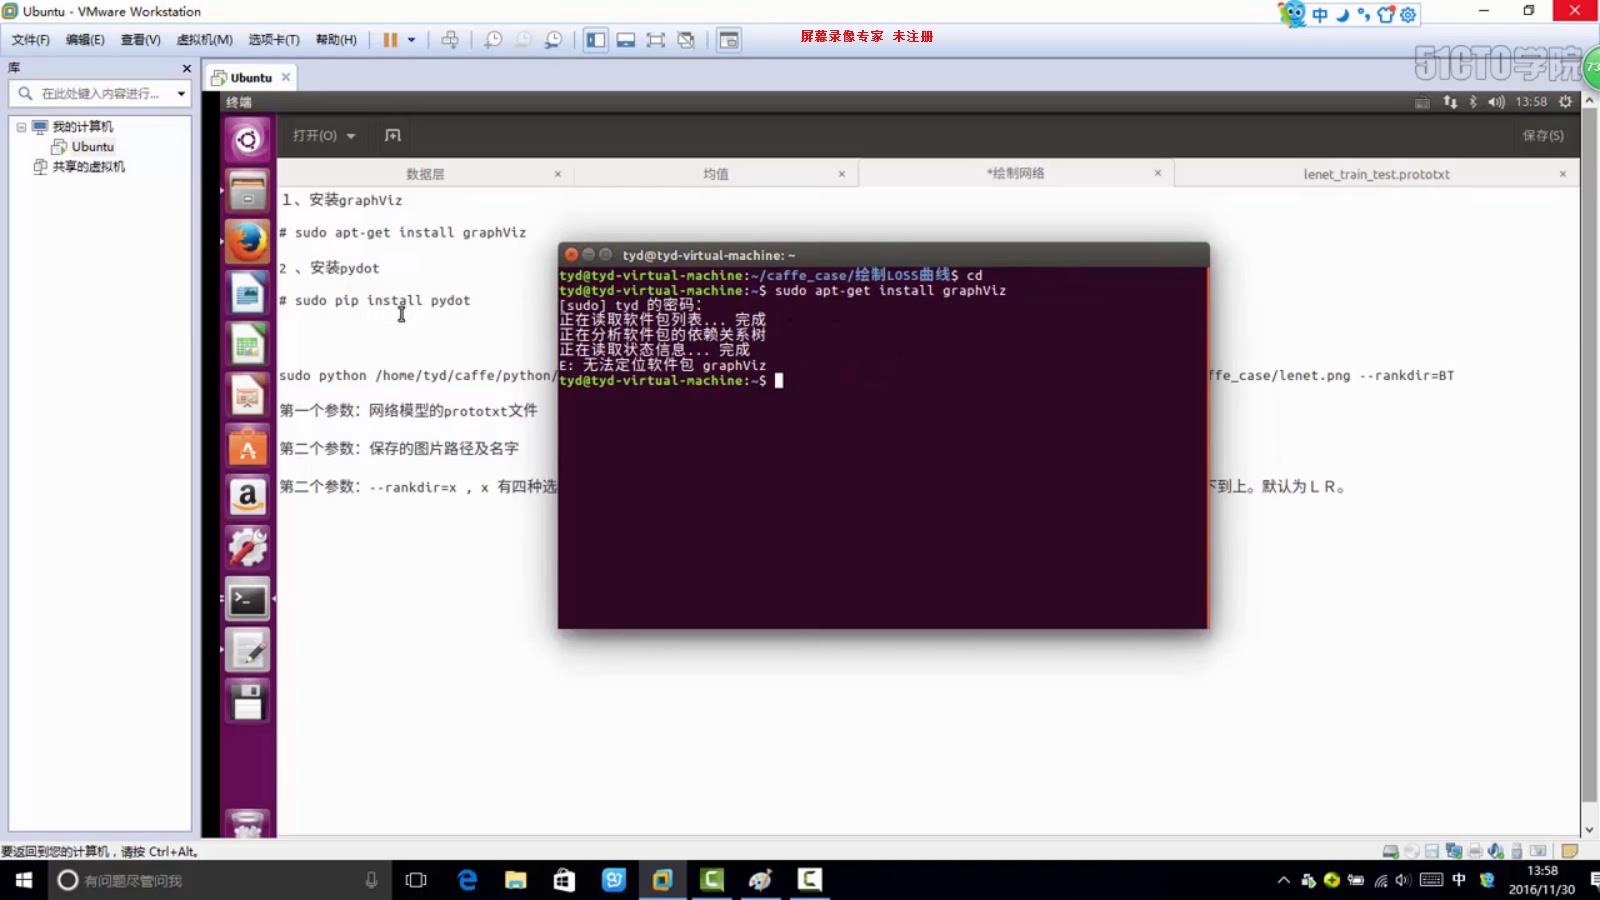 Ubuntu - VMware Workstation
中
文件(F) 编辑(E) 查看(V) 虚拟机(M) 选项卡(T) 帮助(H)
屏幕录像专家 未注册
51CTO学院
73
库
Ubuntu
在此处键入内容进行...
我的计算机
Ubuntu
共享的虚拟机
终端
13:58
打开(O)
保存(S)
数据层
均值
*绘制网络
lenet_train_test.prototxt
1、安装graphViz
# sudo apt-get install graphViz
2 、安装pydot
# sudo pip install pydot
sudo python /home/tyd/caffe/python/
ffe_case/lenet.png --rankdir=BT
第一个参数：网络模型的prototxt文件
第二个参数：保存的图片路径及名字
第二个参数：--rankdir=x , x 有四种选
下到上。默认为ＬＲ。
tyd@tyd-virtual-machine: ~
tyd@tyd-virtual-machine:~/caffe_case/绘制LOSS曲线$ cd
tyd@tyd-virtual-machine:~$ sudo apt-get install graphViz
[sudo] tyd 的密码：
正在读取软件包列表... 完成
正在分析软件包的依赖关系树
正在读取状态信息... 完成
E: 无法定位软件包 graphViz
tyd@tyd-virtual-machine:~$
要返回到您的计算机，请按 Ctrl+Alt。
有问题尽管问我
中
13:58
2016/11/30